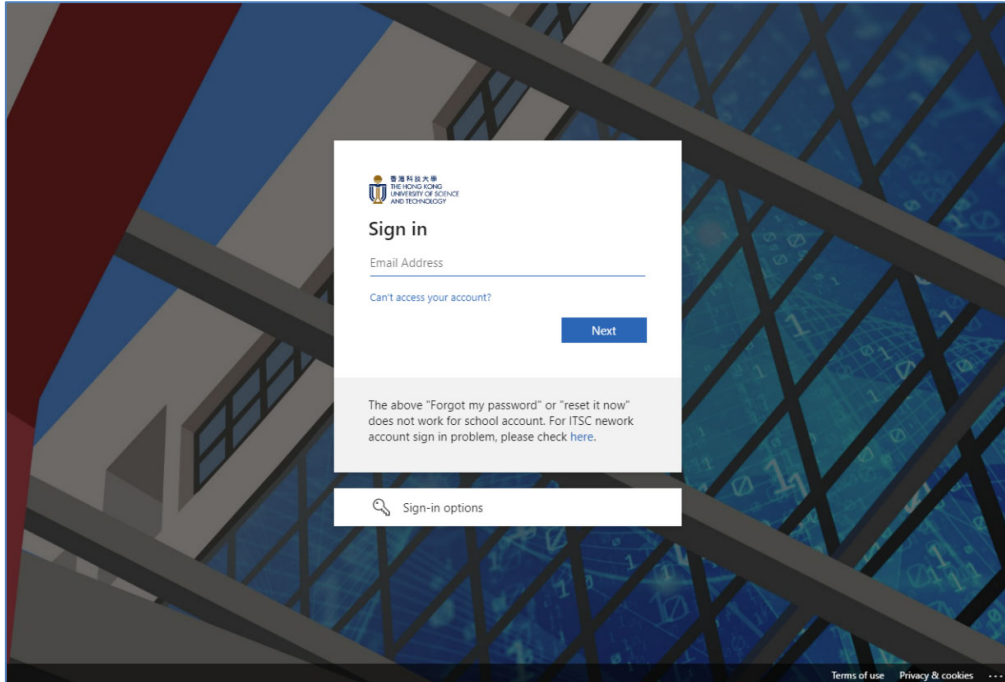 香港科技大學
THE HONG KONG
UNIVERSITY OF SCIENCE
AND TECHNOLOGY
Sign in
Email Address
Can't access your account?
Next
The above "Forgot my password" or "reset it now"
does not work for school account. For ITSC nework
account sign in problem, please check here.
Sign-in options
Terms of use Privacy & cookies ...